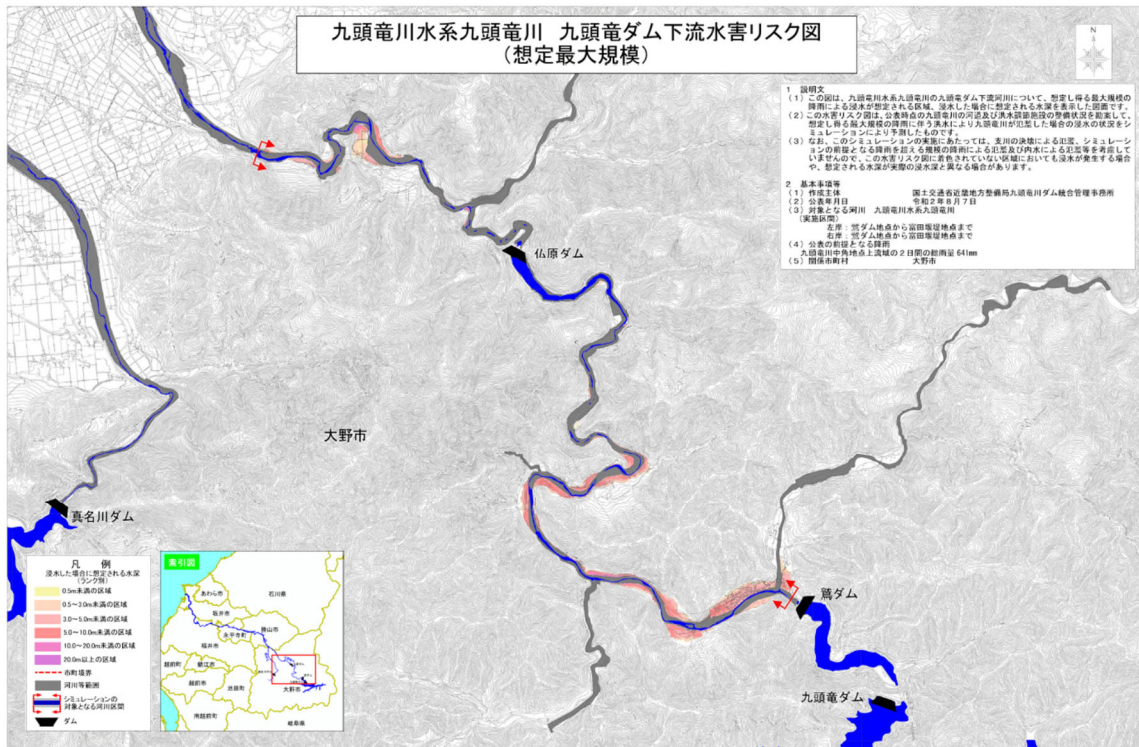 九頭竜川水系九頭竜川 九頭竜ダム下流水害リスク図
(想定最大規模)
N
1 説明文
(1) この図は、九頭竜川水系九頭竜川の九頭竜ダム下流河川について、想定し得る最大規模の
降雨による浸水が想定される区域、浸水した場合に想定される水深を表示した図面です。
(2) この水害リスク図は、公表時点の九頭竜川の河道及び洪水調節施設の整備状況を勘案して、
想定し得る最大規模の降雨に伴う洪水により九頭竜川が氾濫した場合の浸水の状況をシ
ミュレーションにより予測したものです。
(3) なお、このシミュレーションの実施にあたっては、支川の決壊による氾濫、シミュレーシ
ョンの前提となる降雨を超える規模の降雨による氾濫及び内水による氾濫等を考慮して
いませんので、この水害リスク図に着色されていない区域においても浸水が発生する場合
や、想定される水深が実際の浸水深と異なる場合があります。
2 基本事項等
(1) 作成主体 国土交通省近畿地方整備局九頭竜川ダム統合管理事務所
(2) 公表年月日 令和2年8月7日
(3) 対象となる河川 九頭竜川水系九頭竜川
(実施区間)
左岸:鷲ダム地点から富田堰堤地点まで
右岸:鷲ダム地点から富田堰堤地点まで
(4) 公表の前提となる降雨
九頭竜川中角地点上流域の2日間の総雨量641mm
(5) 関係市町村 大野市
仏原ダム
大野市
真名川ダム
鷲ダム
九頭竜ダム
凡 例
浸水した場合に想定される水深
(ランク別)
0.5m未満の区域
0.5~3.0m未満の区域
3.0~5.0m未満の区域
5.0~10.0m未満の区域
10.0~20.0m未満の区域
20.0m以上の区域
市町境界
河川等範囲
シミュレーションの
対象となる河川区間
ダム
索引図
あわら市
石川県
坂井市
永平寺町
勝山市
福井市
越前町
鯖江市
越前市
池田町
大野市
南越前町
岐阜県